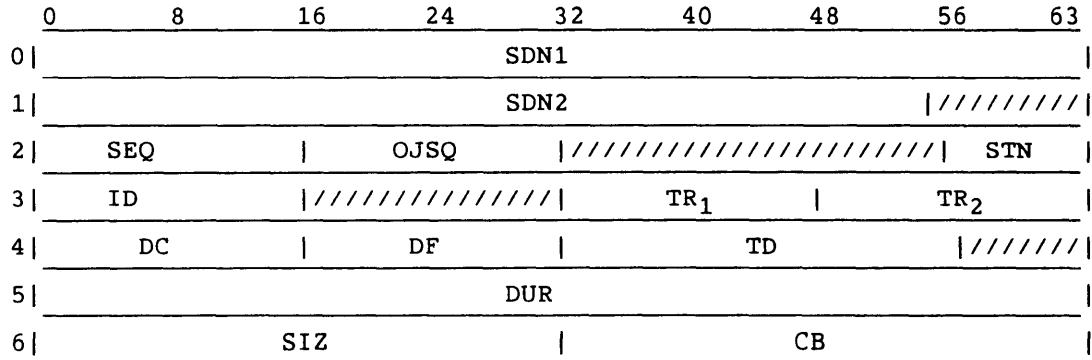 0 8 16 24 32 40 48 56 63
0| SDN1 |
1| SDN2 |/////////|
2| SEQ | OJSQ |///////////////////////| STN |
3| ID |///////////////| TR₁ | TR₂ |
4| DC | DF | TD |///////|
5| DUR |
6| SIZ | CB |